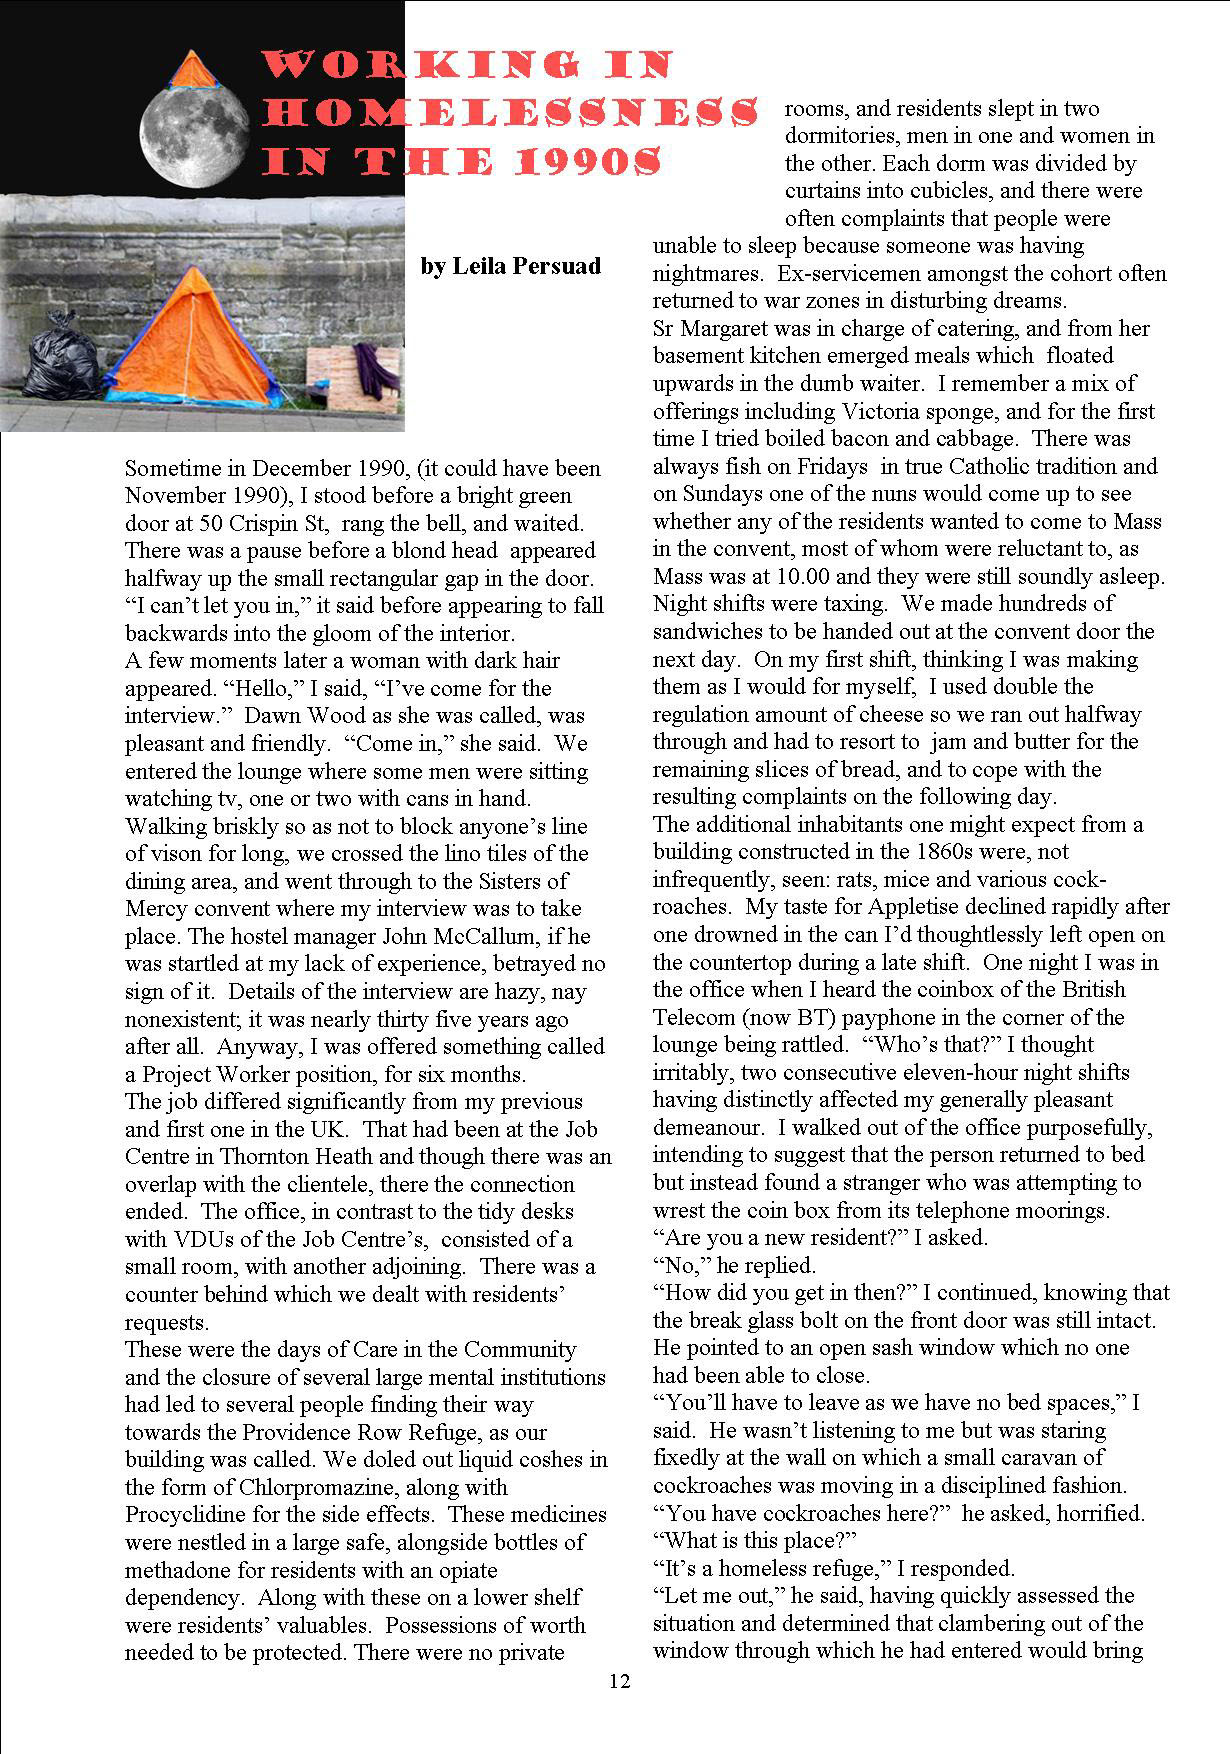 WORKING IN
HOMELESSNESS
IN THE 1990S
by Leila Persuad
Sometime in December 1990, (it could have been
November 1990), I stood before a bright green
door at 50 Crispin St,  rang the bell, and waited.
There was a pause before a blond head  appeared
halfway up the small rectangular gap in the door.
“I can’t let you in,” it said before appearing to fall
backwards into the gloom of the interior.
A few moments later a woman with dark hair
appeared. “Hello,” I said, “I’ve come for the
interview.”  Dawn Wood as she was called, was
pleasant and friendly.  “Come in,” she said.  We
entered the lounge where some men were sitting
watching tv, one or two with cans in hand.
Walking briskly so as not to block anyone’s line
of vison for long, we crossed the lino tiles of the
dining area, and went through to the Sisters of
Mercy convent where my interview was to take
place. The hostel manager John McCallum, if he
was startled at my lack of experience, betrayed no
sign of it.  Details of the interview are hazy, nay
nonexistent; it was nearly thirty five years ago
after all.  Anyway, I was offered something called
a Project Worker position, for six months.
The job differed significantly from my previous
and first one in the UK.  That had been at the Job
Centre in Thornton Heath and though there was an
overlap with the clientele, there the connection
ended.  The office, in contrast to the tidy desks
with VDUs of the Job Centre’s,  consisted of a
small room, with another adjoining.  There was a
counter behind which we dealt with residents’
requests.
These were the days of Care in the Community
and the closure of several large mental institutions
had led to several people finding their way
towards the Providence Row Refuge, as our
building was called. We doled out liquid coshes in
the form of Chlorpromazine, along with
Procyclidine for the side effects.  These medicines
were nestled in a large safe, alongside bottles of
methadone for residents with an opiate
dependency.  Along with these on a lower shelf
were residents’ valuables.  Possessions of worth
needed to be protected. There were no private
rooms, and residents slept in two
dormitories, men in one and women in
the other. Each dorm was divided by
curtains into cubicles, and there were
often complaints that people were
unable to sleep because someone was having
nightmares.  Ex-servicemen amongst the cohort often
returned to war zones in disturbing dreams.
Sr Margaret was in charge of catering, and from her
basement kitchen emerged meals which  floated
upwards in the dumb waiter.  I remember a mix of
offerings including Victoria sponge, and for the first
time I tried boiled bacon and cabbage.  There was
always fish on Fridays  in true Catholic tradition and
on Sundays one of the nuns would come up to see
whether any of the residents wanted to come to Mass
in the convent, most of whom were reluctant to, as
Mass was at 10.00 and they were still soundly asleep.
Night shifts were taxing.  We made hundreds of
sandwiches to be handed out at the convent door the
next day.  On my first shift, thinking I was making
them as I would for myself,  I used double the
regulation amount of cheese so we ran out halfway
through and had to resort to  jam and butter for the
remaining slices of bread, and to cope with the
resulting complaints on the following day.
The additional inhabitants one might expect from a
building constructed in the 1860s were, not
infrequently, seen: rats, mice and various cock-
roaches.  My taste for Appletise declined rapidly after
one drowned in the can I’d thoughtlessly left open on
the countertop during a late shift.  One night I was in
the office when I heard the coinbox of the British
Telecom (now BT) payphone in the corner of the
lounge being rattled.  “Who’s that?” I thought
irritably, two consecutive eleven-hour night shifts
having distinctly affected my generally pleasant
demeanour.  I walked out of the office purposefully,
intending to suggest that the person returned to bed
but instead found a stranger who was attempting to
wrest the coin box from its telephone moorings.
“Are you a new resident?” I asked.
“No,” he replied.
“How did you get in then?” I continued, knowing that
the break glass bolt on the front door was still intact.
He pointed to an open sash window which no one
had been able to close.
“You’ll have to leave as we have no bed spaces,” I
said.  He wasn’t listening to me but was staring
fixedly at the wall on which a small caravan of
cockroaches was moving in a disciplined fashion.
“You have cockroaches here?”  he asked, horrified.
“What is this place?”
“It’s a homeless refuge,” I responded.
“Let me out,” he said, having quickly assessed the
situation and determined that clambering out of the
window through which he had entered would bring
12